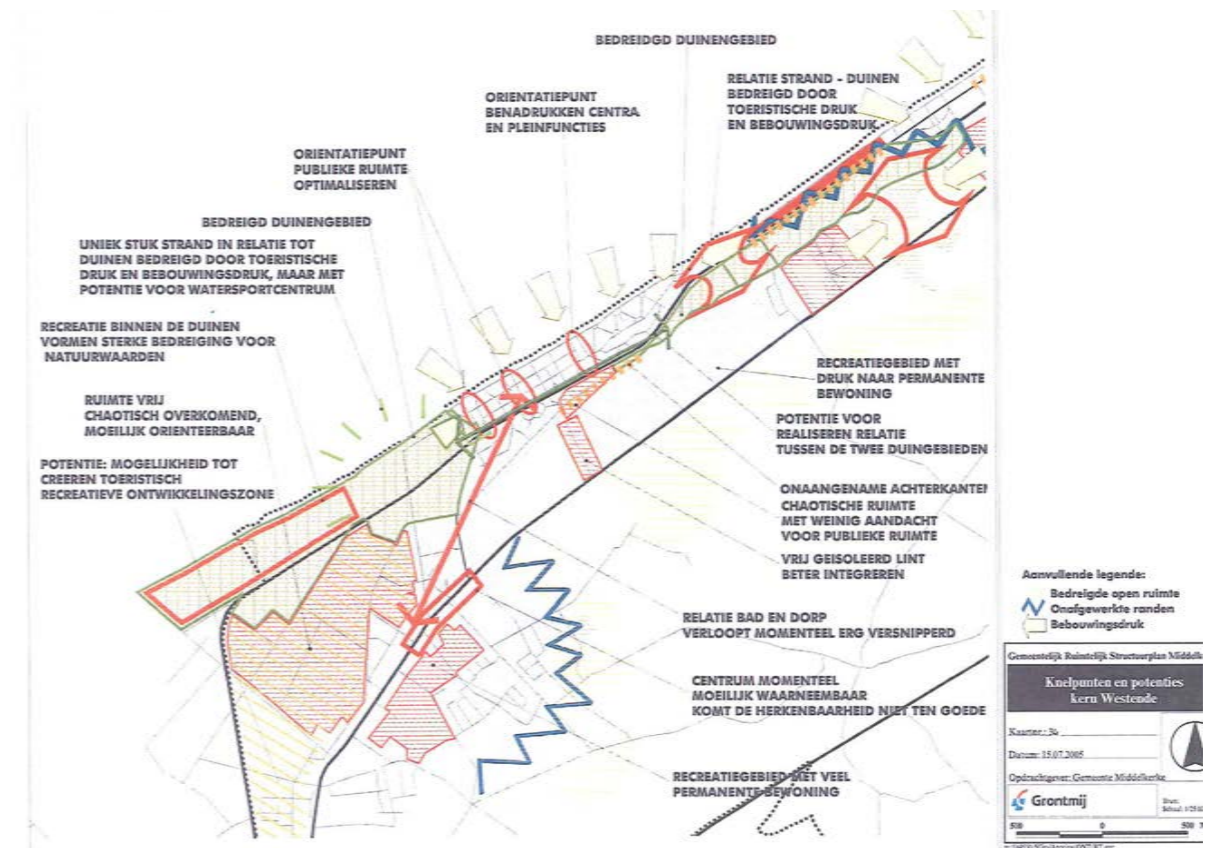 BEDREIDGD DUINENGEBIED
RELATIE STRAND - DUINEN
BEDREIGD DOOR
TOERISTISCHE DRUK
EN BEBOUWINGSDRUK
ORIENTATIEPUNT
BENADRUKKEN CENTRA
EN PLEINFUNCTIES
ORIENTATIEPUNT
PUBLIEKE RUIMTE
OPTIMALISEREN
BEDREIGD DUINENGEBIED
UNIEK STUK STRAND IN RELATIE TOT
DUINEN BEDREIGD DOOR TOERISTISCHE
DRUK EN BEBOUWINGSDRUK, MAAR MET
POTENTIE VOOR WATERSPORTCENTRUM
RECREATIE BINNEN DE DUINEN
VORMEN STERKE BEDREIGING VOOR
NATUURWAARDEN
RUIMTE VRIJ
CHAOTISCH OVERKOMEND,
MOEILIJK ORIENTEERBAAR
POTENTIE: MOGELIJKHEID TOT
CREEREN TOERISTISCH
RECREATIEVE ONTWIKKELINGSZONE
RECREATIEGEBIED MET
DRUK NAAR PERMANENTE
BEWONING
POTENTIE VOOR
REALISEREN RELATIE
TUSSEN DE TWEE DUINGEBIEDEN
ONAANGENAME ACHTERKANTEN
CHAOTISCHE RUIMTE
MET WEINIG AANDACHT
VOOR PUBLIEKE RUIMTE
VRIJ GEISOLEERD LINT
BETER INTEGREREN
RELATIE BAD EN DORP
VERLOOPT MOMENTEEL ERG VERSNIPPERD
CENTRUM MOMENTEEL
MOEILIJK WAARNEEMBAAR
KOMT DE HERKENBAARHEID NIET TEN GOEDE
RECREATIEGEBIED MET VEEL
PERMANENTE BEWONING
Aanvullende legende:
Bedreigde open ruimte
Onafgewerkte randen
Bebouwingsdruk
Gemeentelijk Ruimtelijk Structuurplan Middelk
Knelpunten en potenties
kern Westende
Kaartnr.:
Datum: 15.07.2005
Opdrachtgever: Gemeente Middelkerke
Grontmij
500 0 500